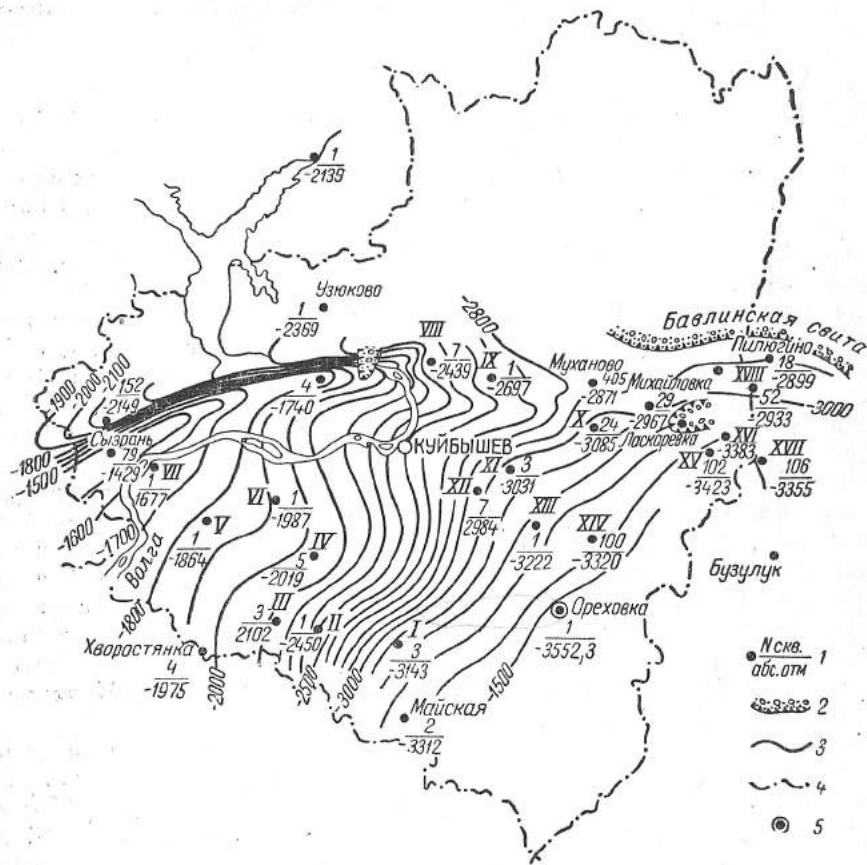 1
-2139
Узюково
1
-2369
VIII
7
2439
-2800
IX
1
-2697
Муханово
405
-2871
Бавлинская свита
Пилюгино
18
-2899
XVIII
52
-2933
-3000
Михайловка
29
-2967
Ласкаревка
X
24
-3085
XVI
-3383
XV
102
-3423
XVII
106
-3355
-1900
-2000
-2100
152
-2149
4
-1740
-1800
-1500
Сызрань
79
-1429
VII
1
1677
КУЙБЫШЕВ
XI
3
-3031
XII
7
2984
-1600
-1700
Волга
VI
1
-1987
V
1
-1864
IV
5
-2019
XIII
1
-3222
XIV
100
-3320
Бузулук
-1800
III
3
2102
II
1
-2450
I
3
-3143
Ореховка
1
-3552,3
Хворостянка
4
-1975
-2000
-2500
3000
-1500
Майская
2
-3312
N скв.
абс.отм
1
2
3
4
5